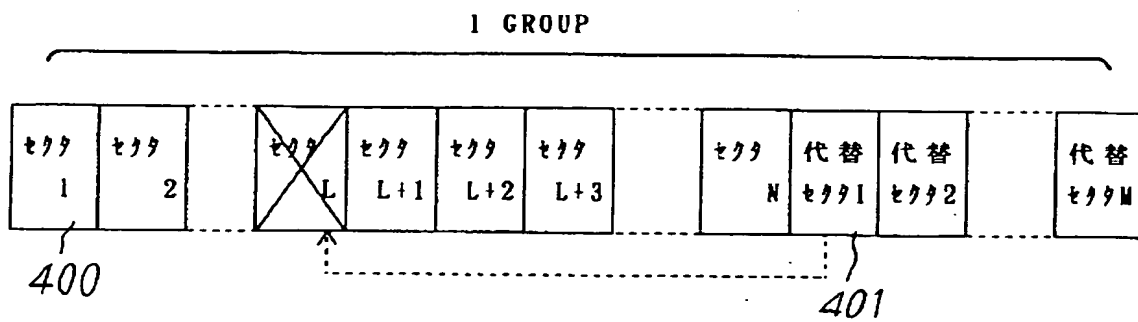 1 GROUP
セクタ 1
セクタ 2
セクタ L
セクタ L+1
セクタ L+2
セクタ L+3
セクタ N
代替 セクタ1
代替 セクタ2
代替 セクタM
400
401